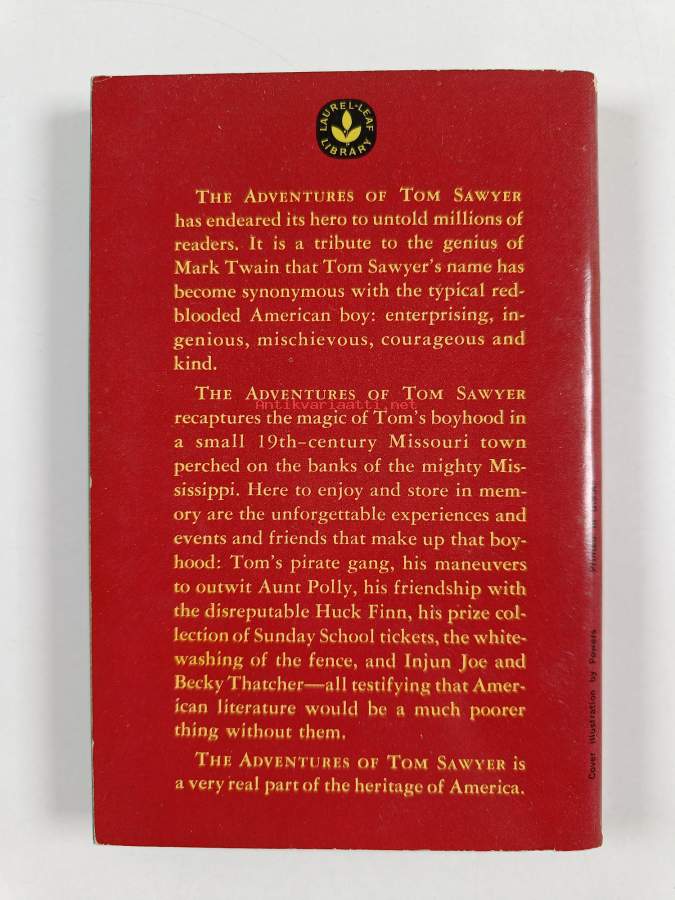 LAUREL-LEAF
LIBRARY
THE ADVENTURES OF TOM SAWYER
has endeared its hero to untold millions of
readers. It is a tribute to the genius of
Mark Twain that Tom Sawyer's name has
become synonymous with the typical red-
blooded American boy: enterprising, in-
genious, mischievous, courageous and
kind.
THE ADVENTURES OF TOM SAWYER
Antikvariaatti.net
recaptures the magic of Tom's boyhood in
a small 19th-century Missouri town
perched on the banks of the mighty Mis-
sissippi. Here to enjoy and store in mem-
ory are the unforgettable experiences and
events and friends that make up that boy-
hood: Tom's pirate gang, his maneuvers
to outwit Aunt Polly, his friendship with
the disreputable Huck Finn, his prize col-
lection of Sunday School tickets, the white-
washing of the fence, and Injun Joe and
Becky Thatcher—all testifying that Amer-
ican literature would be a much poorer
thing without them.
THE ADVENTURES OF TOM SAWYER is
a very real part of the heritage of America.
Cover illustration by Powers
Printed in U.S.A.